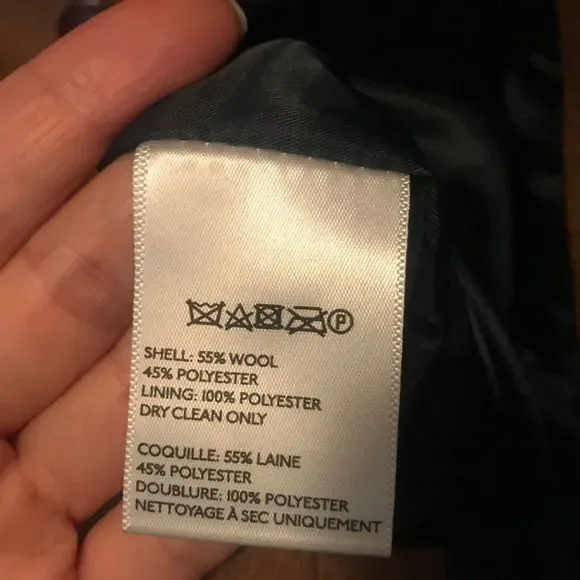 P
SHELL: 55% WOOL
45% POLYESTER
LINING: 100% POLYESTER
DRY CLEAN ONLY
COQUILLE: 55% LAINE
45% POLYESTER
DOUBLURE: 100% POLYESTER
NETTOYAGE À SEC UNIQUEMENT